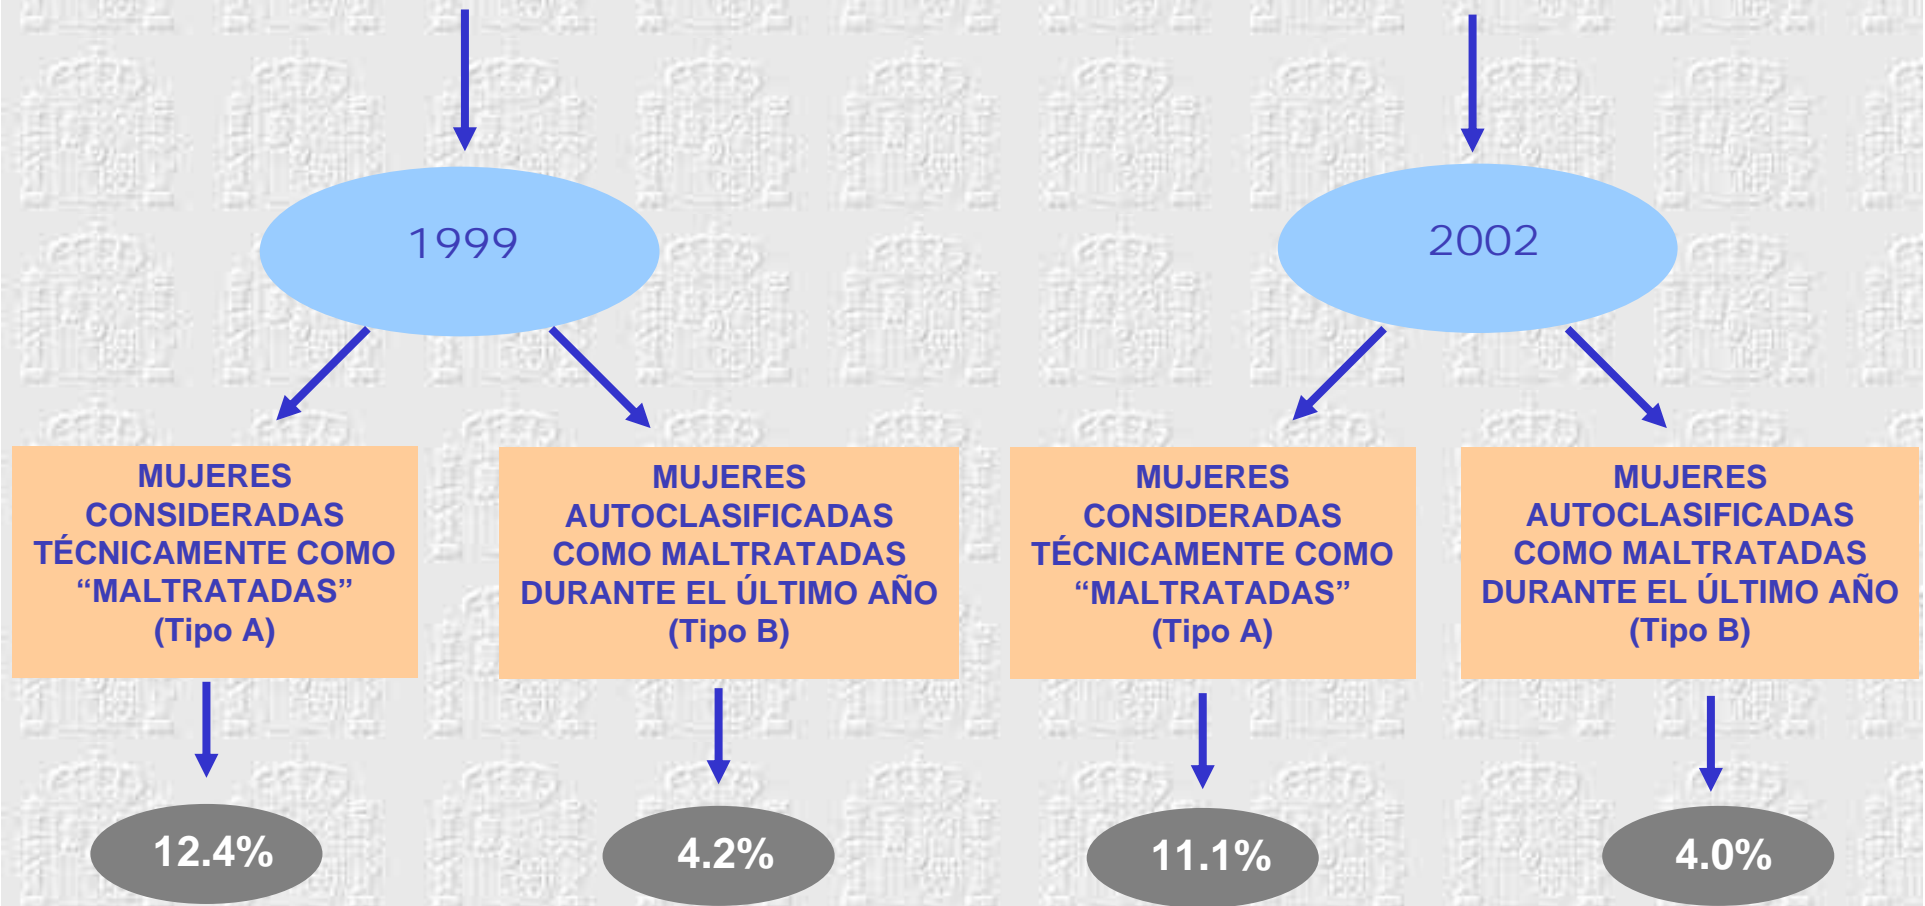 1999
2002
MUJERES
CONSIDERADAS
TÉCNICAMENTE COMO
“MALTRATADAS”
(Tipo A)
MUJERES
AUTOCLASIFICADAS
COMO MALTRATADAS
DURANTE EL ÚLTIMO AÑO
(Tipo B)
MUJERES
CONSIDERADAS
TÉCNICAMENTE COMO
“MALTRATADAS”
(Tipo A)
MUJERES
AUTOCLASIFICADAS
COMO MALTRATADAS
DURANTE EL ÚLTIMO AÑO
(Tipo B)
12.4%
4.2%
11.1%
4.0%